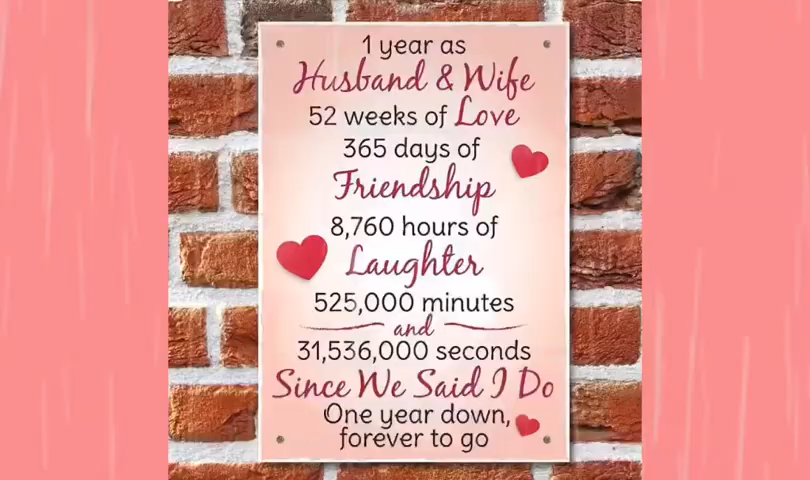 1 year as
Husband & Wife
52 weeks of Love
365 days of
Friendship
8,760 hours of
Laughter
525,000 minutes
and
31,536,000 seconds
Since We Said I Do
One year down,
forever to go